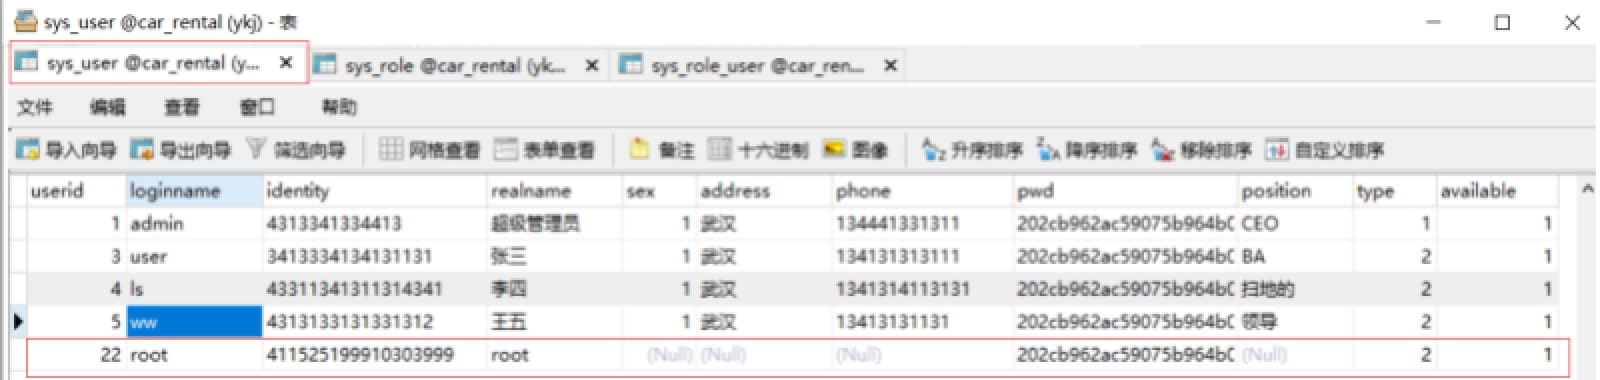 sys_user @car_rental (ykj) - 表
sys_user @car_rental (y... sys_role @car_rental (yk... sys_role_user @car_ren...
文件 编辑 查看 窗口 帮助
导入向导 导出向导 筛选向导 网格查看 表单查看 备注 十六进制 图像 升序排序 降序排序 移除排序 自定义排序
userid loginname identity realname sex address phone pwd position type available
1 admin 4313341334413 超级管理员 1 武汉 134441331311 202cb962ac59075b964b0 CEO 1 1
3 user 3413334134131131 张三 1 武汉 134131313111 202cb962ac59075b964b0 BA 2 1
4 ls 43311341311314341 李四 1 武汉 1341314113131 202cb962ac59075b964b0 扫地的 2 1
5 ww 4313133131331312 王五 1 武汉 13413131131 202cb962ac59075b964b0 领导 2 1
22 root 411525199910303999 root (Null) (Null) (Null) 202cb962ac59075b964b0 (Null) 2 1